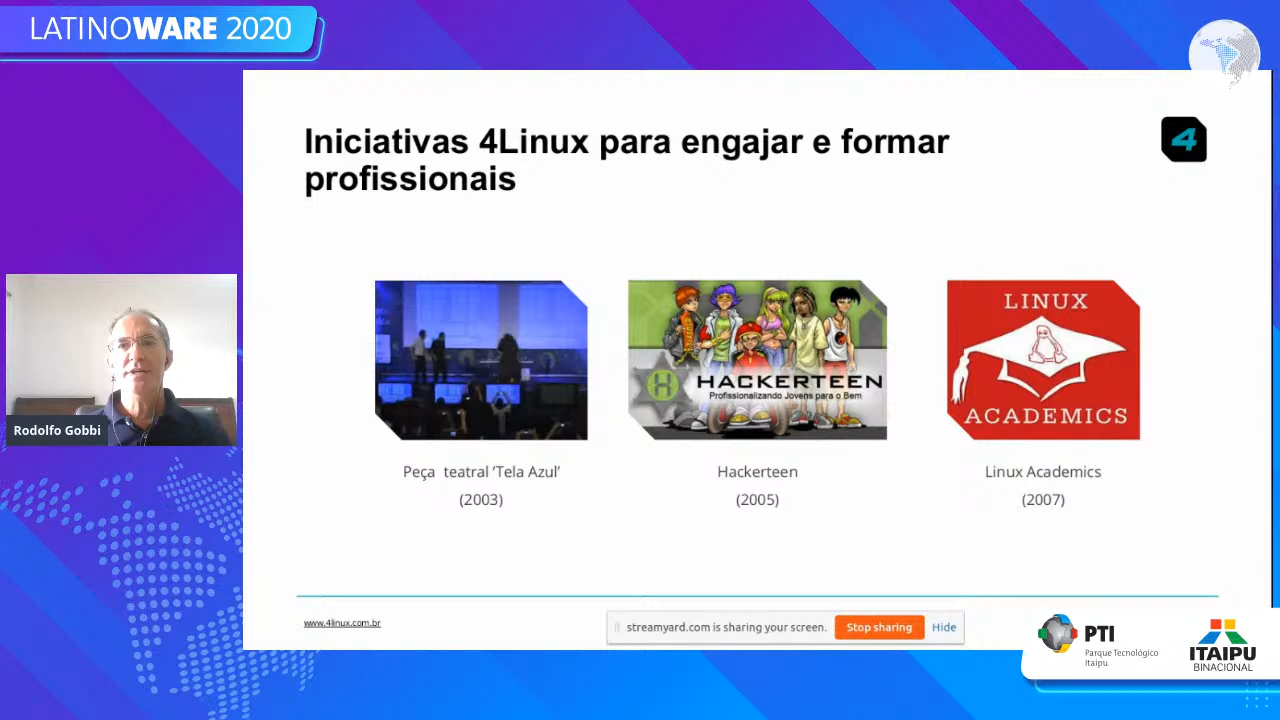 LATINOWARE 2020
Iniciativas 4Linux para engajar e formar
profissionais
4
LINUX
ACADEMICS
H HACKERTEEN
Profissionalizando Jovens para o Bem
Rodolfo Gobbi
Peça teatral ‘Tela Azul’
(2003)
Hackerteen
(2005)
Linux Academics
(2007)
www.4linux.com.br
streamyard.com is sharing your screen. Stop sharing Hide
PTI
Parque Tecnológico
Itaipu
ITAIPU
BINACIONAL